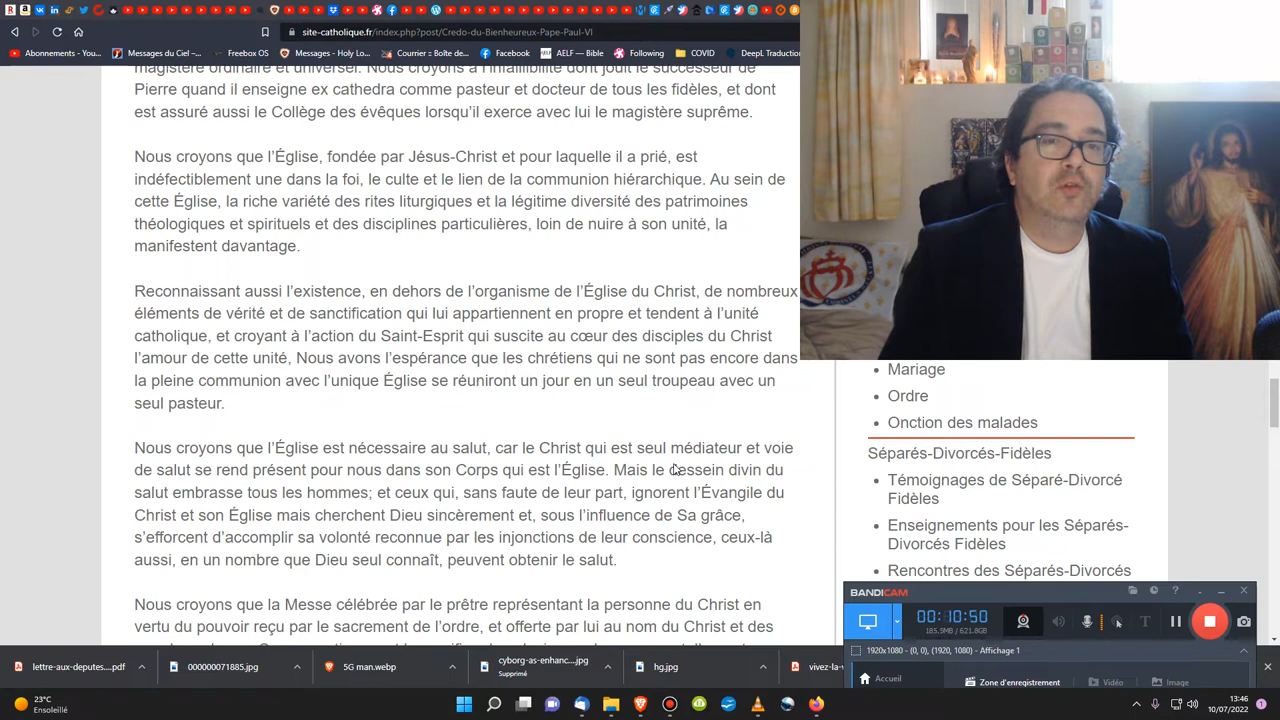 site-catholique.fr/index.php?post/Credo-du-Bienheureux-Pape-Paul-VI
Abonnements - You...
Messages du Ciel –...
Freebox OS
Messages - Holy Lo...
Courrier :: Boîte de...
Facebook
AELF — Bible
Following
COVID
DeepL Traduction
magistère ordinaire et universel. Nous croyons à l’infaillibilité dont jouit le successeur de
Pierre quand il enseigne ex cathedra comme pasteur et docteur de tous les fidèles, et dont
est assuré aussi le Collège des évêques lorsqu’il exerce avec lui le magistère suprême.
Nous croyons que l’Église, fondée par Jésus-Christ et pour laquelle il a prié, est
indéfectiblement une dans la foi, le culte et le lien de la communion hiérarchique. Au sein de
cette Église, la riche variété des rites liturgiques et la légitime diversité des patrimoines
théologiques et spirituels et des disciplines particulières, loin de nuire à son unité, la
manifestent davantage.
Reconnaissant aussi l’existence, en dehors de l’organisme de l’Église du Christ, de nombreux
éléments de vérité et de sanctification qui lui appartiennent en propre et tendent à l’unité
catholique, et croyant à l’action du Saint-Esprit qui suscite au cœur des disciples du Christ
l’amour de cette unité, Nous avons l’espérance que les chrétiens qui ne sont pas encore dans
la pleine communion avec l’unique Église se réuniront un jour en un seul troupeau avec un
seul pasteur.
Nous croyons que l’Église est nécessaire au salut, car le Christ qui est seul médiateur et voie
de salut se rend présent pour nous dans son Corps qui est l’Église. Mais le dessein divin du
salut embrasse tous les hommes; et ceux qui, sans faute de leur part, ignorent l’Évangile du
Christ et son Église mais cherchent Dieu sincèrement et, sous l’influence de Sa grâce,
s’efforcent d’accomplir sa volonté reconnue par les injonctions de leur conscience, ceux-là
aussi, en un nombre que Dieu seul connaît, peuvent obtenir le salut.
Nous croyons que la Messe célébrée par le prêtre représentant la personne du Christ en
vertu du pouvoir reçu par le sacrement de l’ordre, et offerte par lui au nom du Christ et des
Mariage
Ordre
Onction des malades
Séparés-Divorcés-Fidèles
Témoignages de Séparé-Divorcé
Fidèles
Enseignements pour les Séparés-
Divorcés Fidèles
Rencontres des Séparés-Divorcés
BANDICAM
00:10:50
185,9MB / 621,8GB
1920x1080 - (0, 0), (1920, 1080) - Affichage 1
Accueil
Zone d'enregistrement
Vidéo
Image
lettre-aux-deputes....pdf
000000071885.jpg
5G man.webp
cyborg-as-enhanc....jpg
Supprimé
hg.jpg
vivez-la-v
23°C
Ensoleillé
13:46
10/07/2022